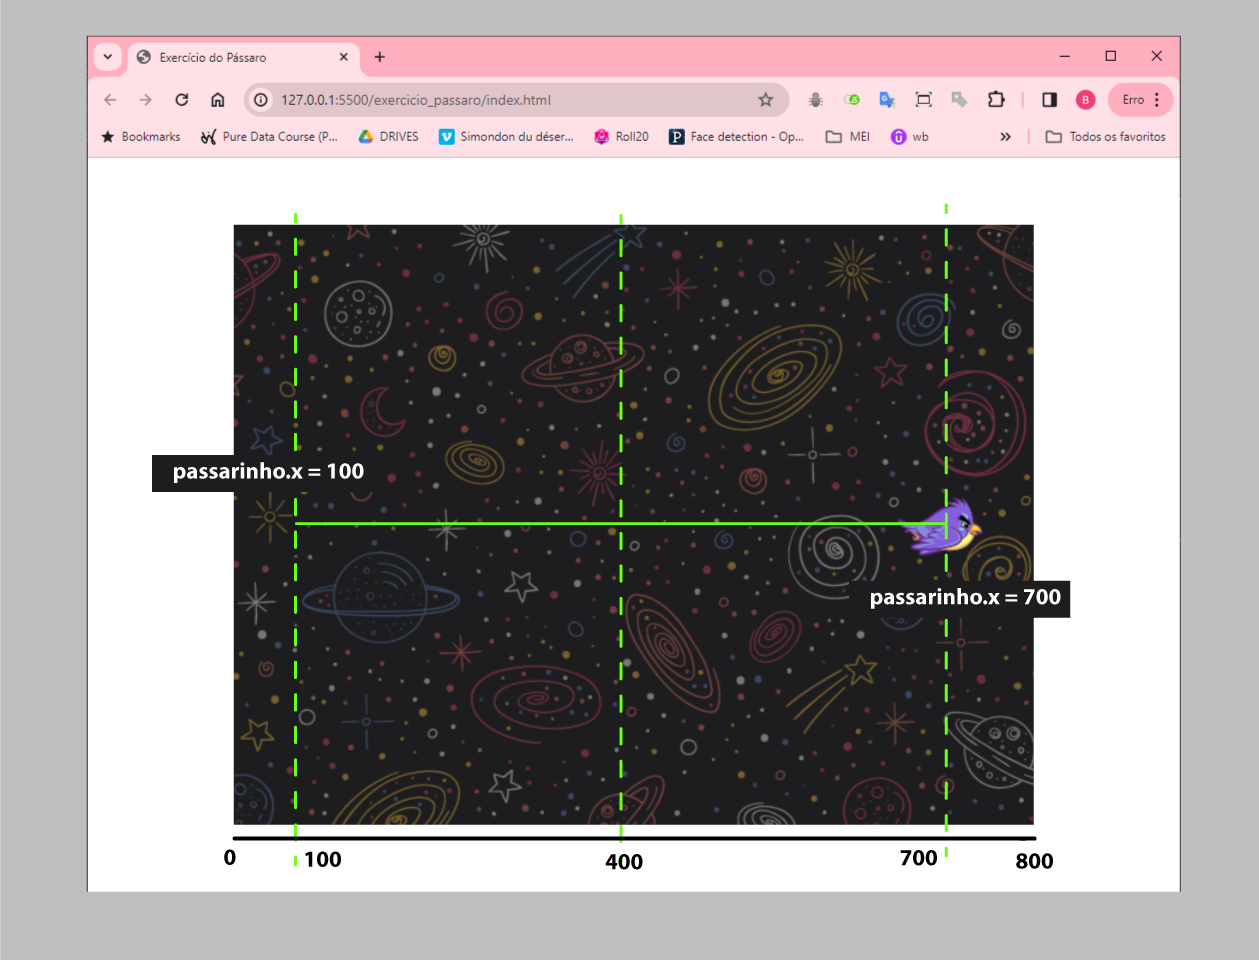 Exercício do Pássaro
127.0.0.1:5500/exercicio_passaro/index.html
B
Erro
Bookmarks
Pure Data Course (P...
DRIVES
Simondon du déser...
Roll20
Face detection - Op...
MEI
wb
»
Todos os favoritos
passarinho.x = 100
passarinho.x = 700
0
100
400
700
800